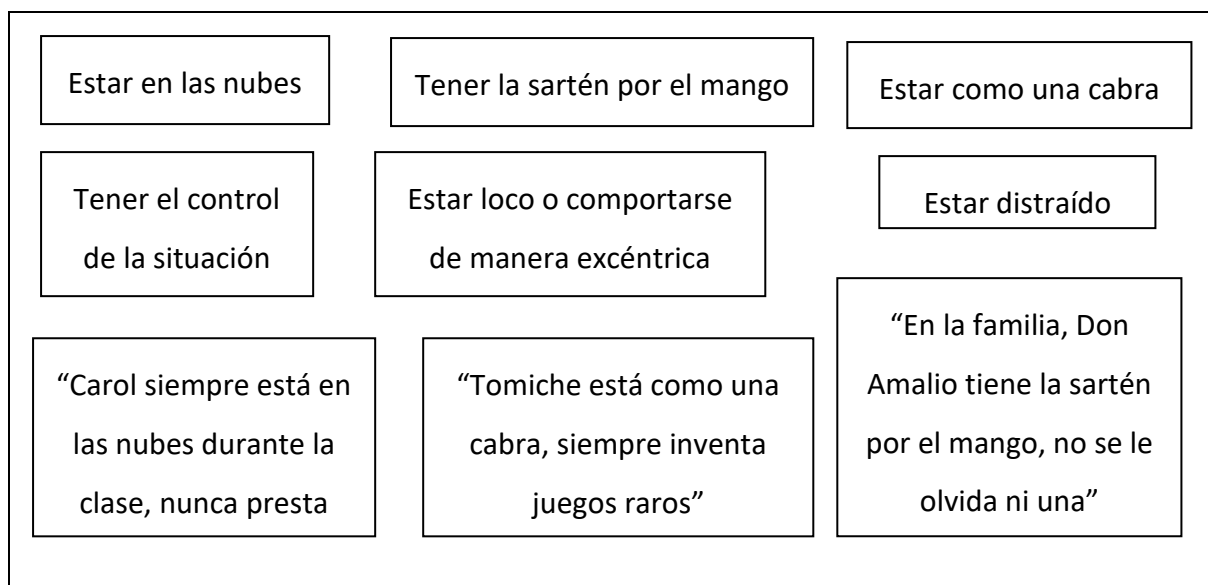 Estar en las nubes
Tener la sartén por el mango
Estar como una cabra
Tener el control
de la situación
Estar loco o comportarse
de manera excéntrica
Estar distraído
“Carol siempre está en
las nubes durante la
clase, nunca presta
“Tomiche está como una
cabra, siempre inventa
juegos raros”
“En la familia, Don
Amalio tiene la sartén
por el mango, no se le
olvida ni una”